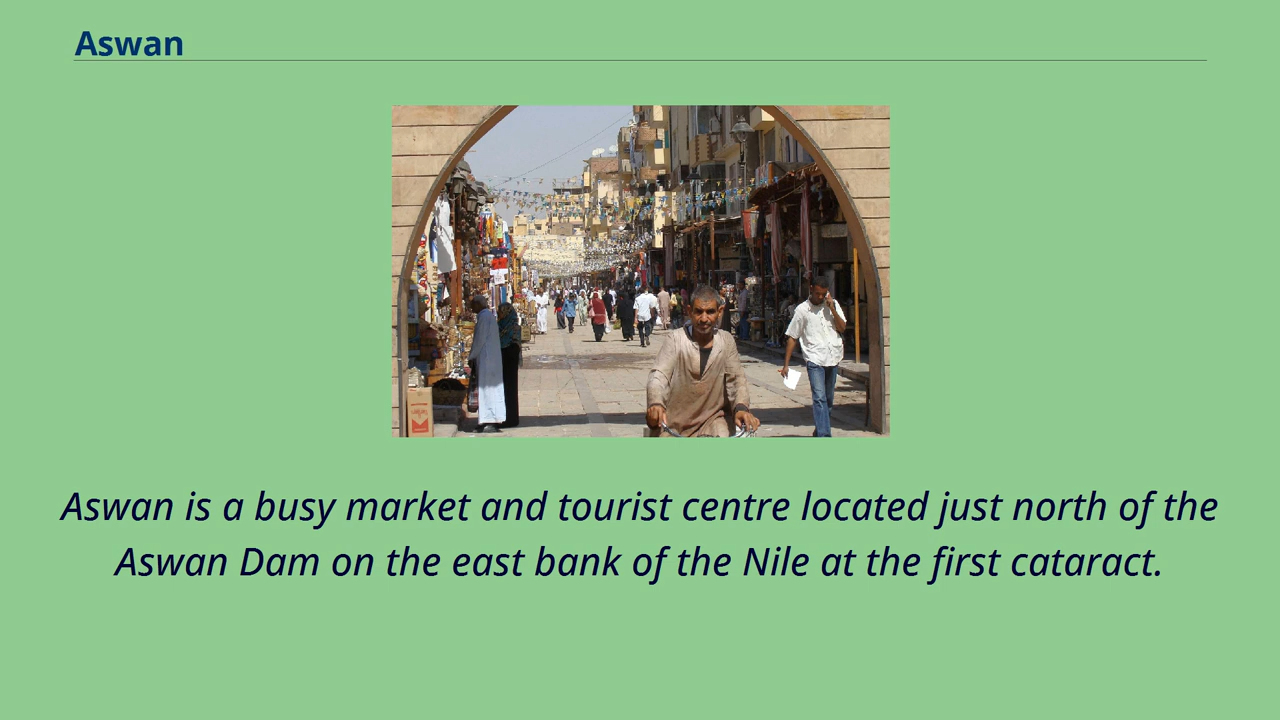 Aswan
Aswan is a busy market and tourist centre located just north of the
Aswan Dam on the east bank of the Nile at the first cataract.